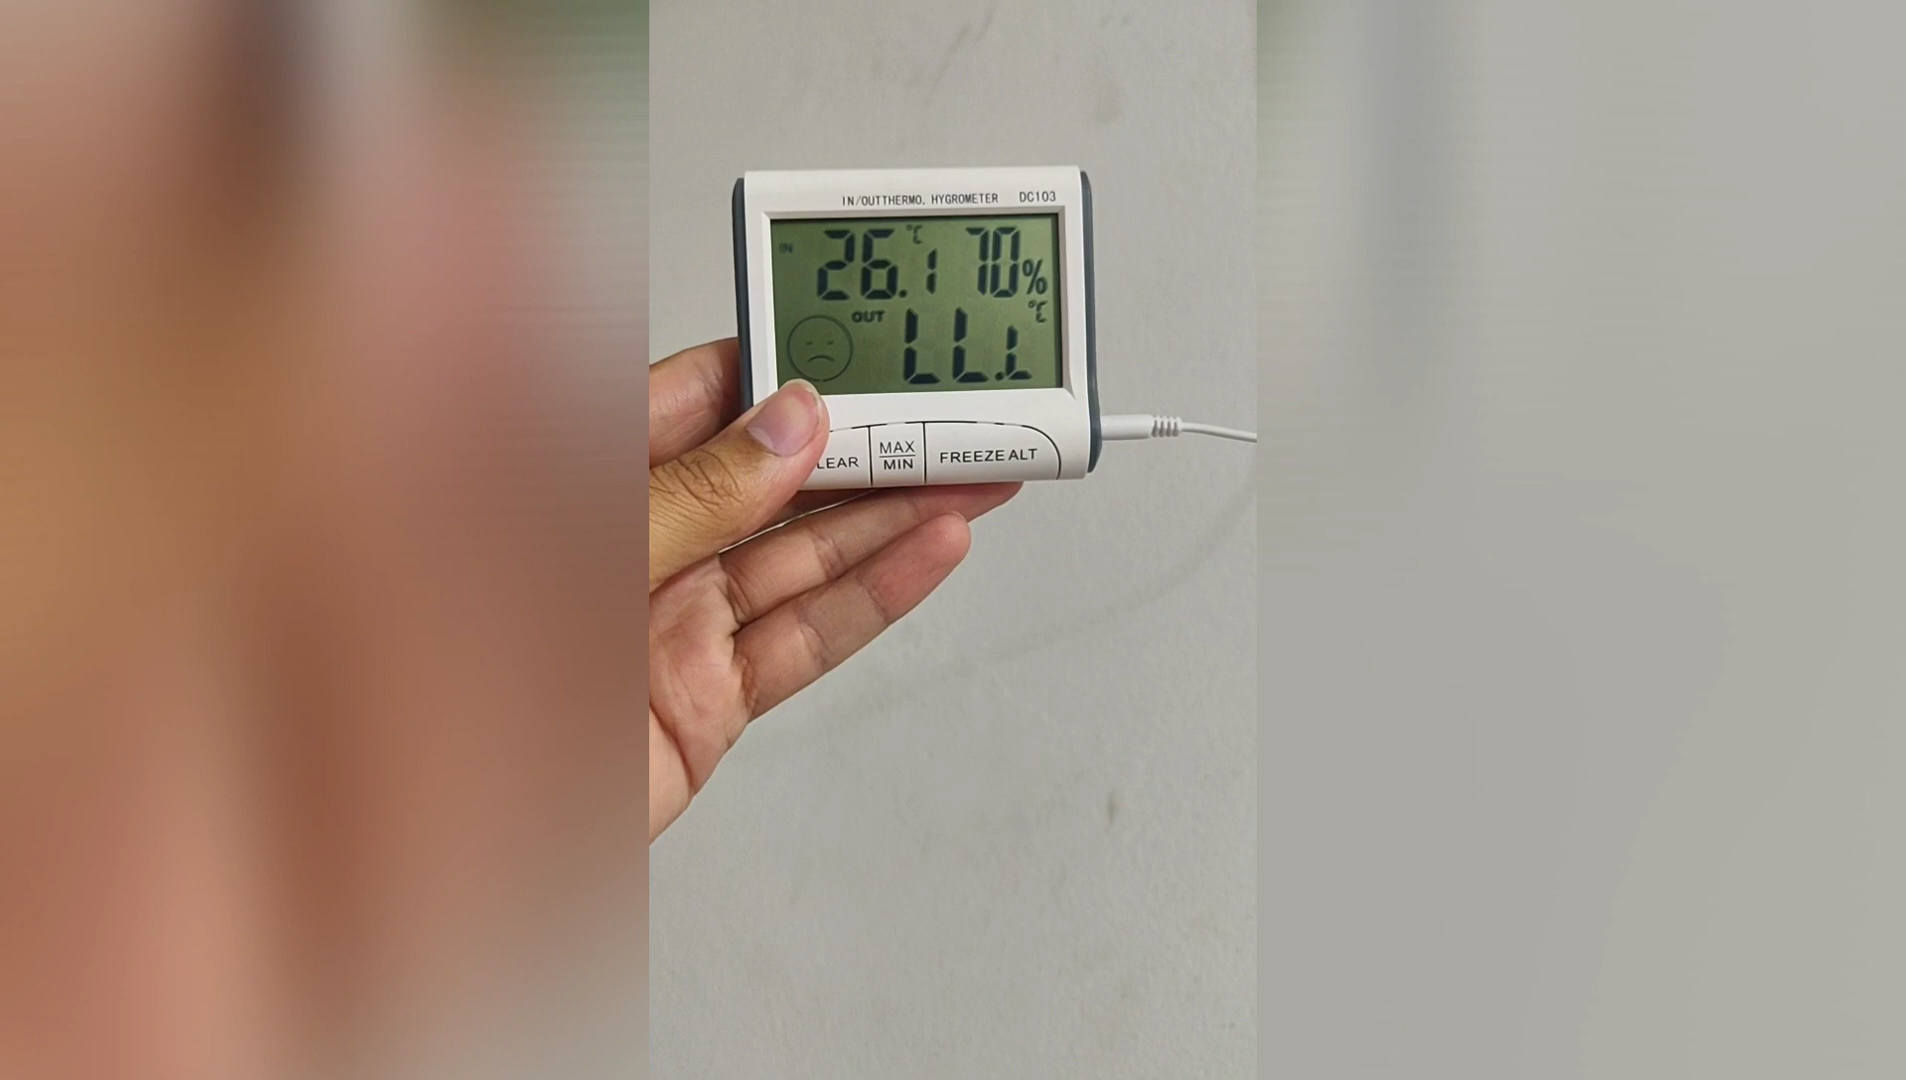 IN/OUTTHERMO. HYGROMETER DC103
IN 26.1 °C 70%
OUT LL.L °C
LEAR MAX MIN FREEZE ALT